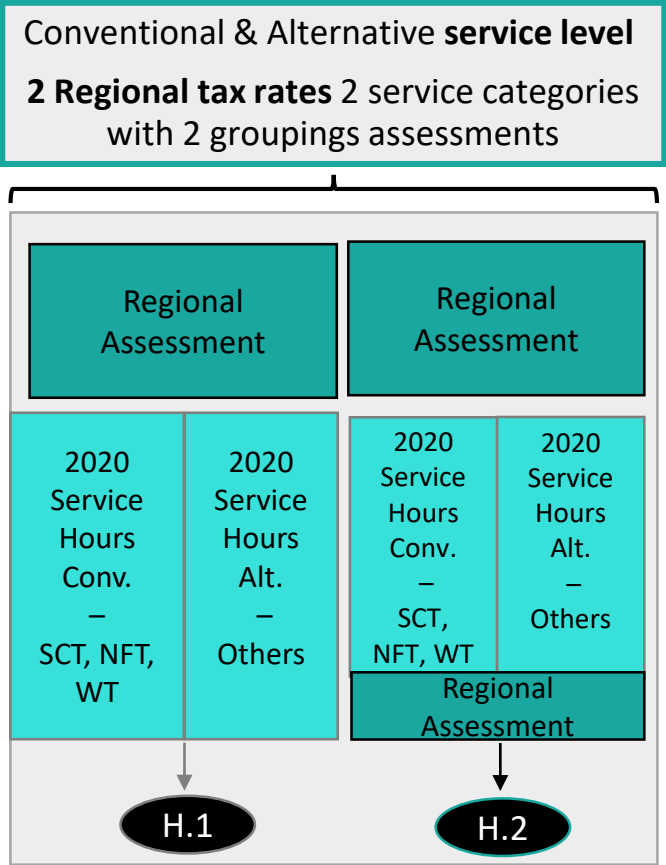 Conventional & Alternative service level
2 Regional tax rates 2 service categories
with 2 groupings assessments
Regional
Assessment
2020
Service
Hours
Conv.
–
SCT, NFT,
WT
2020
Service
Hours
Alt.
–
Others
H.1
Regional
Assessment
2020
Service
Hours
Conv.
–
SCT,
NFT, WT
2020
Service
Hours
Alt.
–
Others
Regional
Assessment
H.2